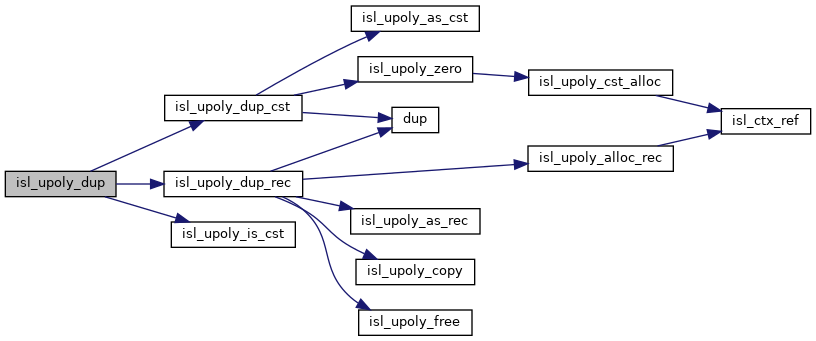 isl_upoly_as_cst
isl_upoly_zero
isl_upoly_cst_alloc
isl_upoly_dup_cst
dup
isl_ctx_ref
isl_upoly_alloc_rec
isl_upoly_dup
isl_upoly_dup_rec
isl_upoly_as_rec
isl_upoly_is_cst
isl_upoly_copy
isl_upoly_free